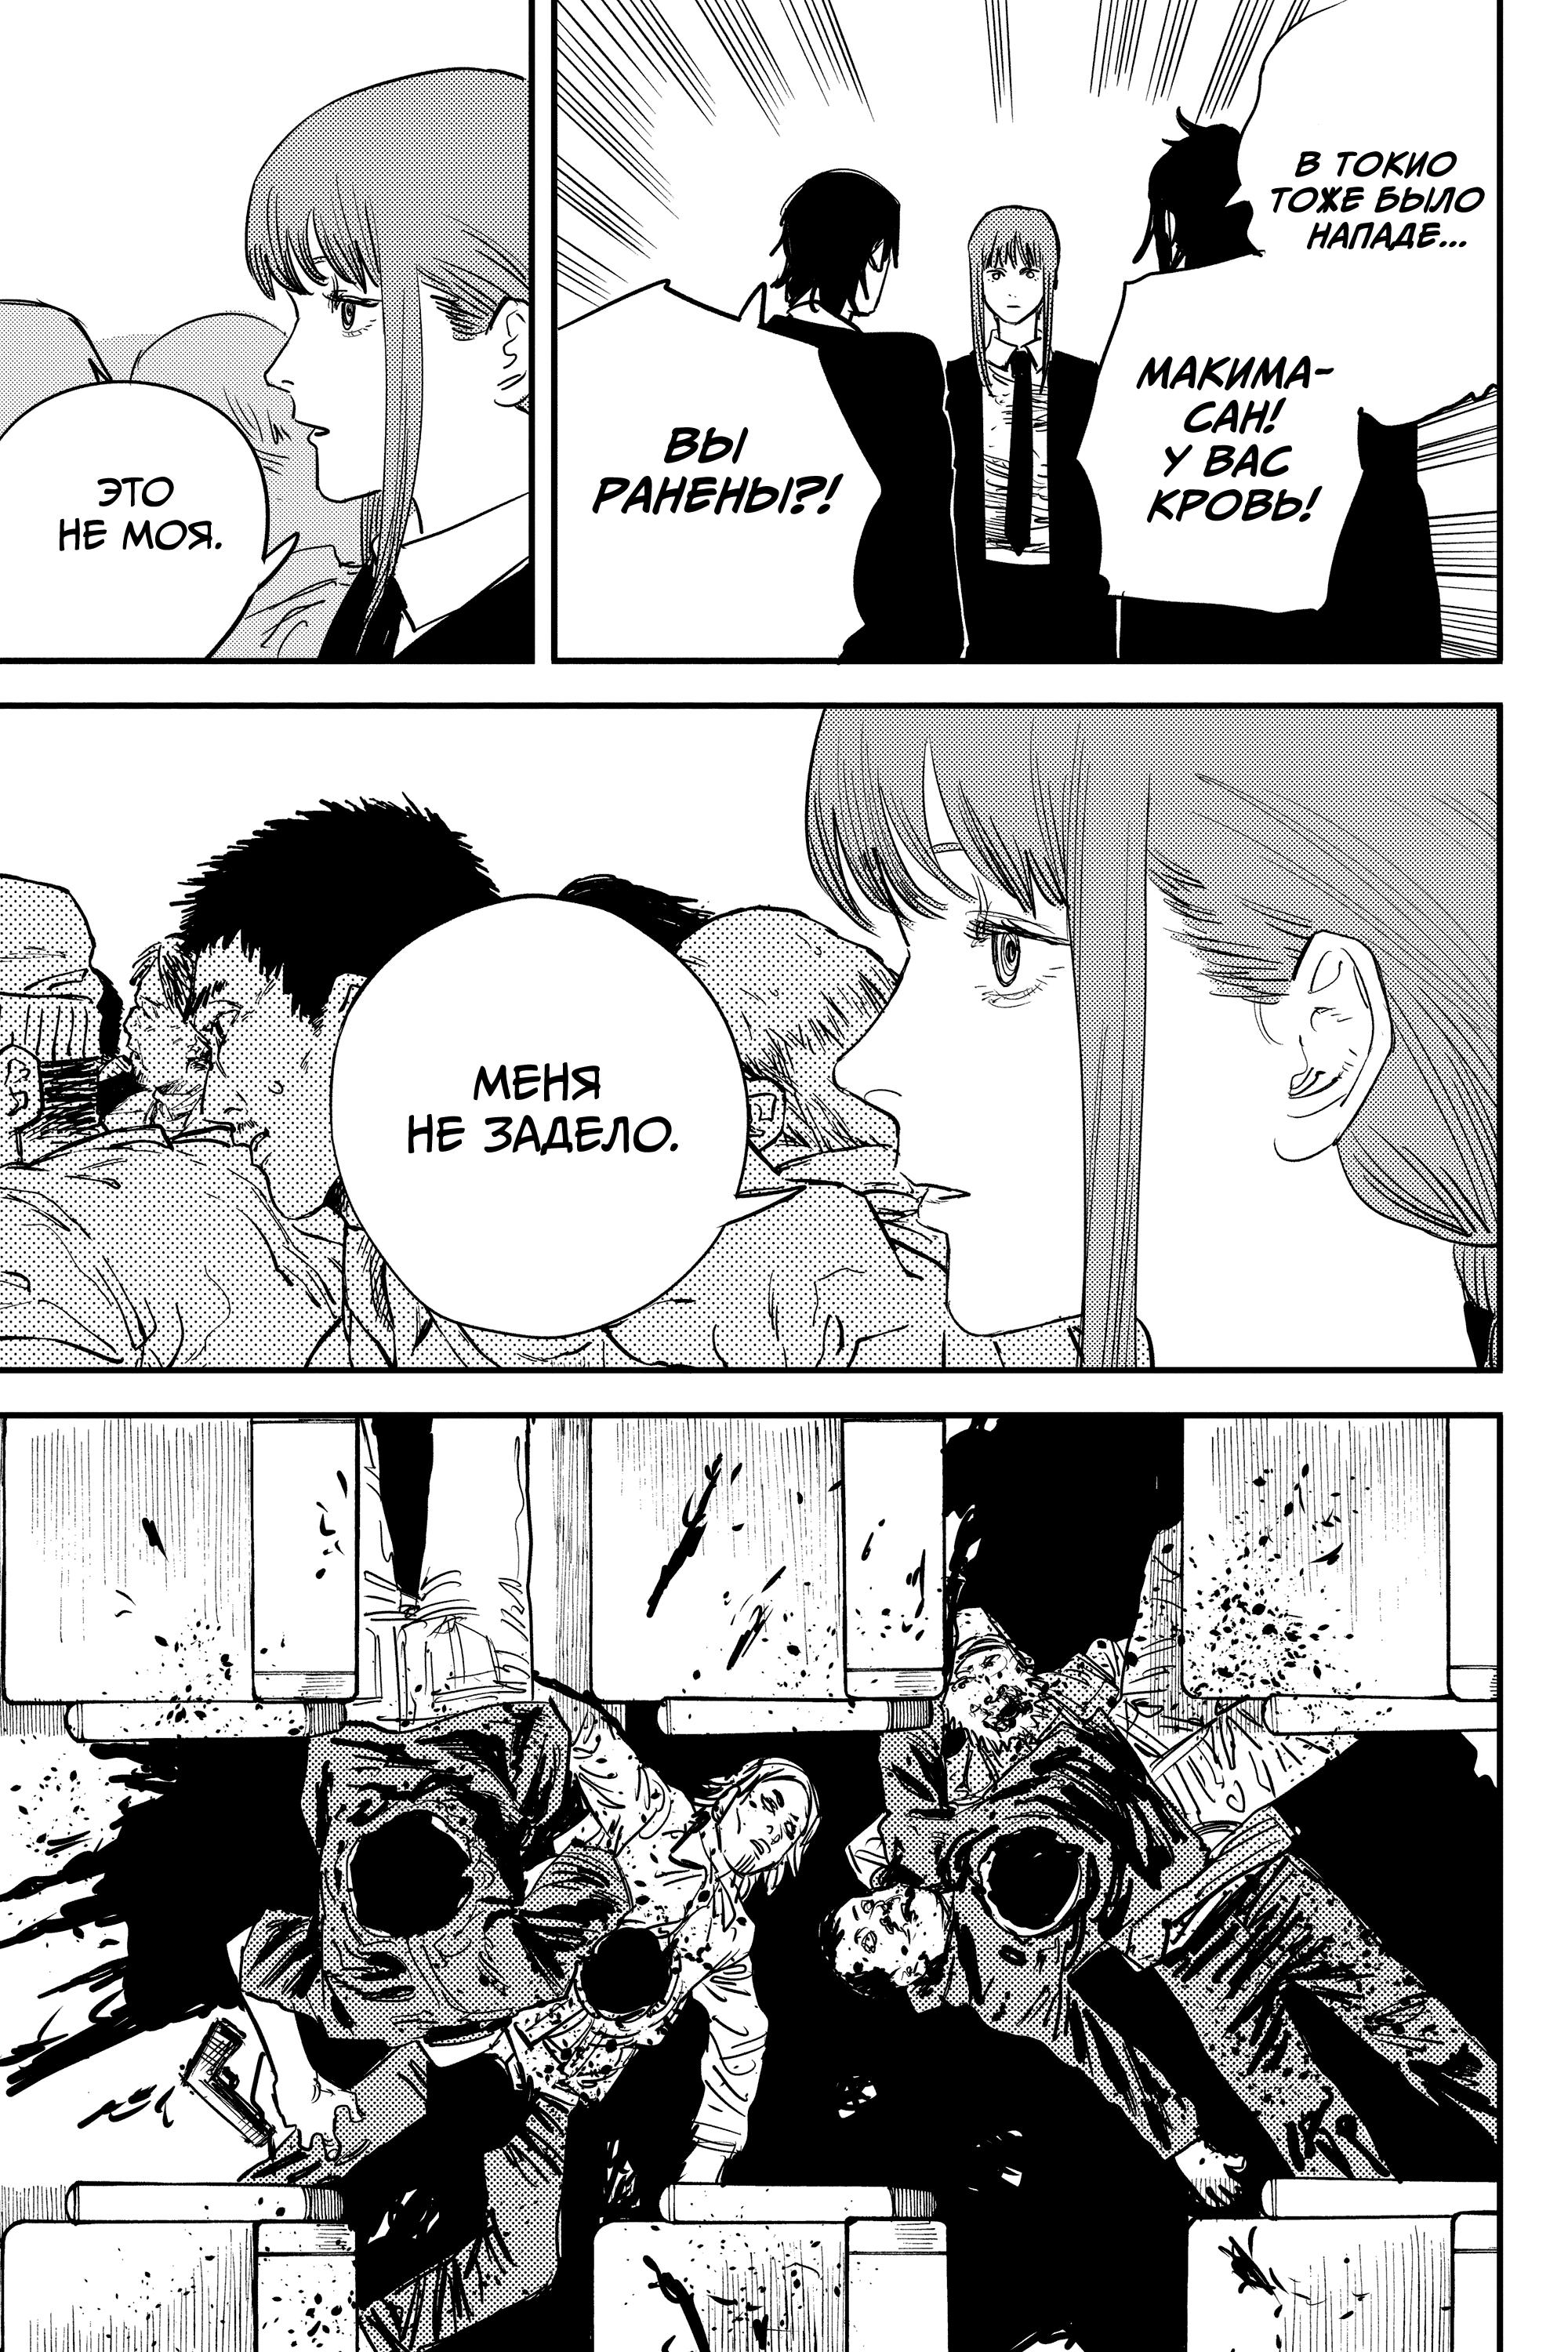 В ТОКИО
ТОЖЕ БЫЛО
НАПАДЕ...
МАКИМА-
САН!
У ВАС
КРОВЬ!
ВЫ
РАНЕНЫ?!
ЭТО
НЕ МОЯ.
МЕНЯ
НЕ ЗАДЕЛО.